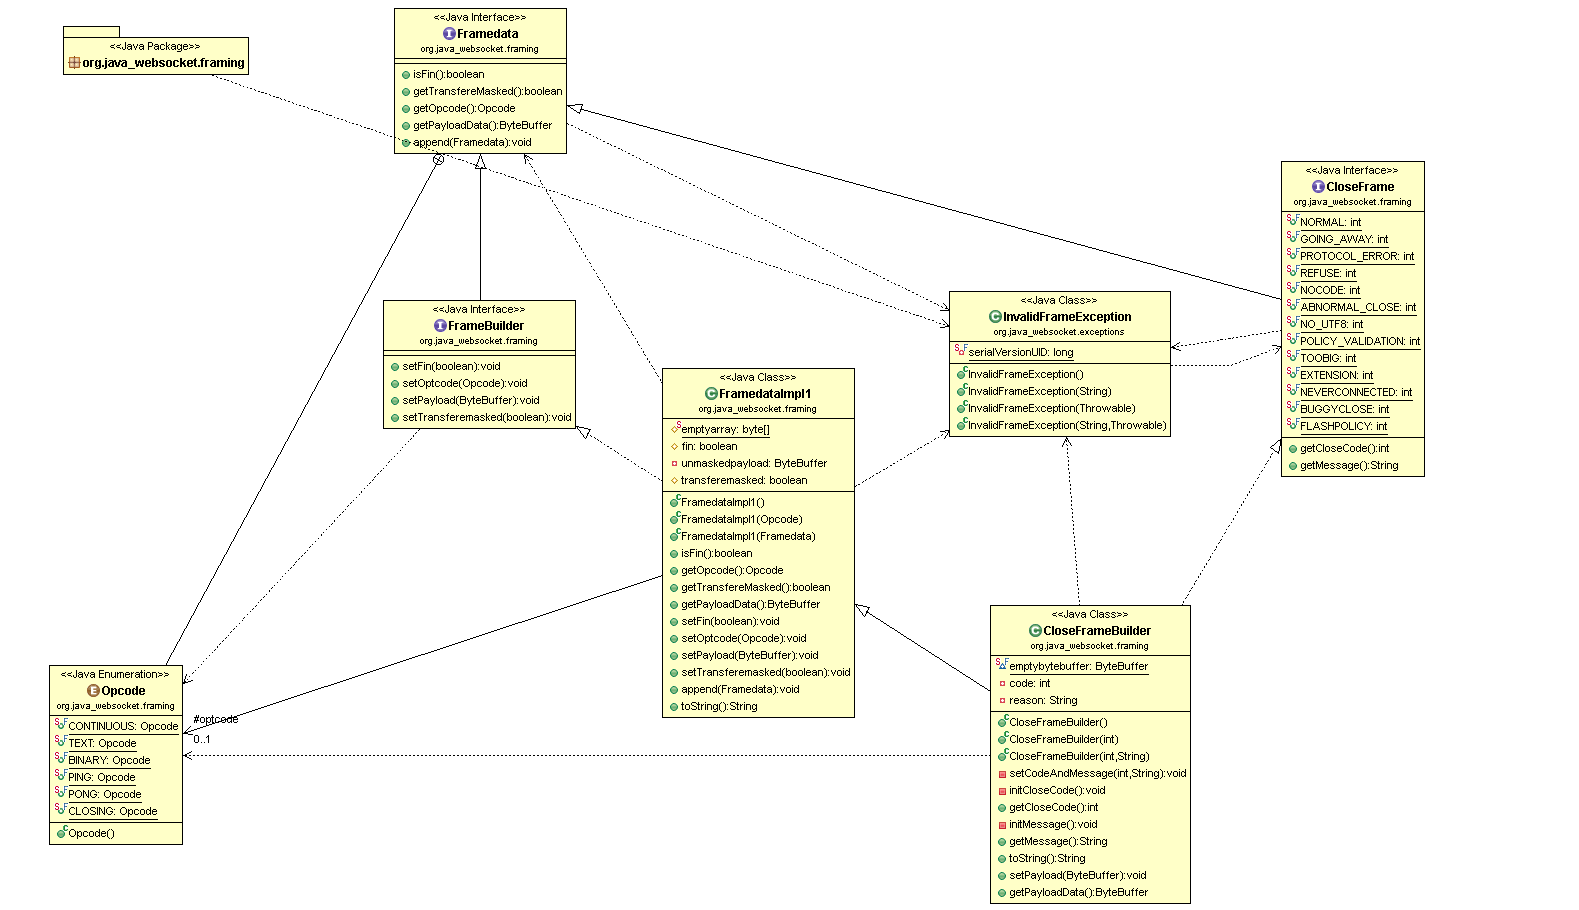 <<Java Package>>
org.java_websocket.framing
<<Java Interface>>
Framedata
org.java_websocket.framing
isFin():boolean
getTransfereMasked():boolean
getOpcode():Opcode
getPayloadData():ByteBuffer
append(Framedata):void
<<Java Interface>>
CloseFrame
org.java_websocket.framing
NORMAL: int
GOING_AWAY: int
PROTOCOL_ERROR: int
REFUSE: int
NOCODE: int
ABNORMAL_CLOSE: int
NO_UTF8: int
POLICY_VALIDATION: int
TOOBIG: int
EXTENSION: int
NEVERCONNECTED: int
BUGGYCLOSE: int
FLASHPOLICY: int
getCloseCode():int
getMessage():String
<<Java Interface>>
FrameBuilder
org.java_websocket.framing
setFin(boolean):void
setOptcode(Opcode):void
setPayload(ByteBuffer):void
setTransferemasked(boolean):void
<<Java Class>>
InvalidFrameException
org.java_websocket.exceptions
serialVersionUID: long
InvalidFrameException()
InvalidFrameException(String)
InvalidFrameException(Throwable)
InvalidFrameException(String,Throwable)
<<Java Class>>
FramedataImpl1
org.java_websocket.framing
emptyarray: byte[]
fin: boolean
unmaskedpayload: ByteBuffer
transferemasked: boolean
FramedataImpl1()
FramedataImpl1(Opcode)
FramedataImpl1(Framedata)
isFin():boolean
getOpcode():Opcode
getTransfereMasked():boolean
getPayloadData():ByteBuffer
setFin(boolean):void
setOptcode(Opcode):void
setPayload(ByteBuffer):void
setTransferemasked(boolean):void
append(Framedata):void
toString():String
<<Java Enumeration>>
Opcode
org.java_websocket.framing
CONTINUOUS: Opcode
TEXT: Opcode
BINARY: Opcode
PING: Opcode
PONG: Opcode
CLOSING: Opcode
Opcode()
#optcode
0..1
<<Java Class>>
CloseFrameBuilder
org.java_websocket.framing
emptybytebuffer: ByteBuffer
code: int
reason: String
CloseFrameBuilder()
CloseFrameBuilder(int)
CloseFrameBuilder(int,String)
setCodeAndMessage(int,String):void
initCloseCode():void
getCloseCode():int
initMessage():void
getMessage():String
toString():String
setPayload(ByteBuffer):void
getPayloadData():ByteBuffer